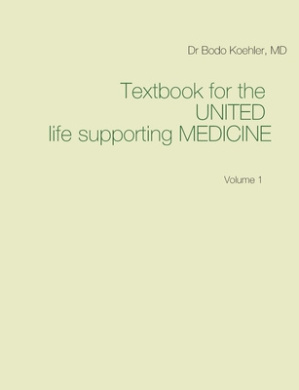 Dr Bodo Koehler, MD
Textbook for the
UNITED
life supporting MEDICINE
Volume 1